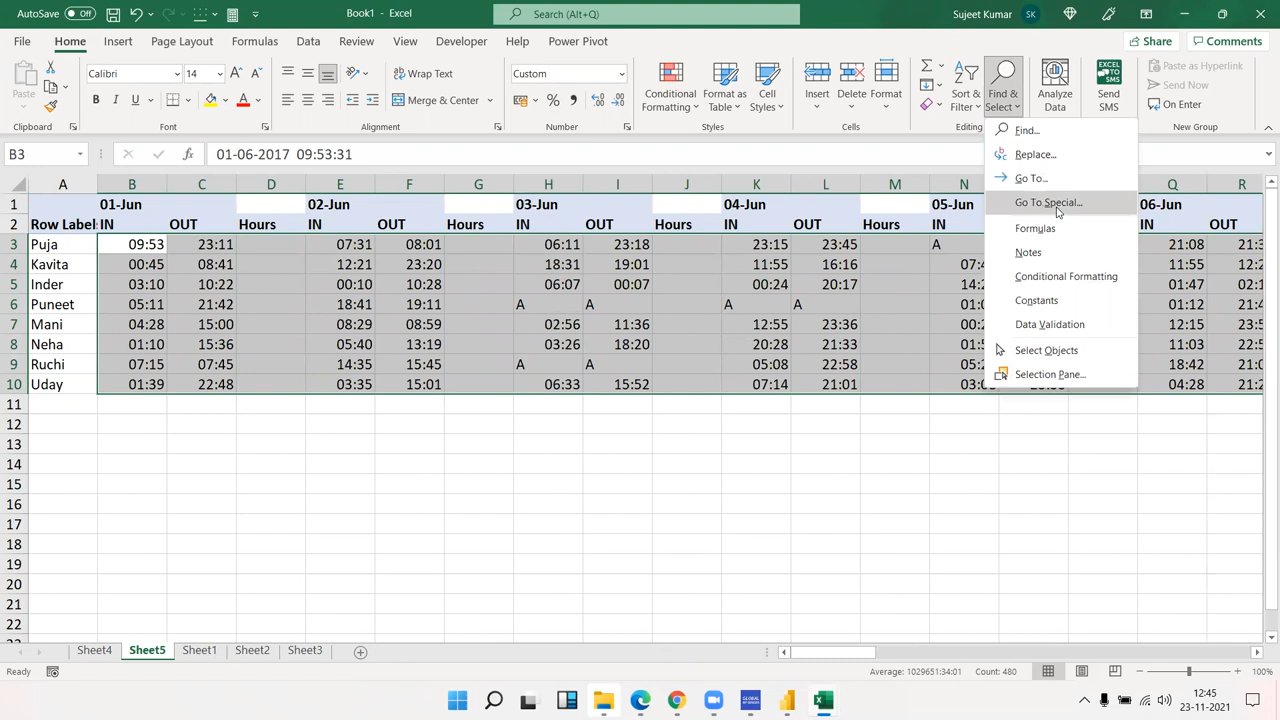 AutoSave Off Book1 - Excel Search (Alt+Q) Sujeet Kumar SK
File Home Insert Page Layout Formulas Data Review View Developer Help Power Pivot Share Comments
Paste Calibri 14 Wrap Text Custom Conditional Formatting Format as Table Cell Styles Insert Delete Format Sort & Filter Find & Select Analyze Data Send SMS Paste as Hyperlink
B I U Merge & Center Send Now
On Enter
Clipboard Font Alignment Number Styles Cells Editing New Group
B3 fx 01-06-2017 09:53:31
Find...
Replace...
Go To...
Go To Special...
Formulas
Notes
Conditional Formatting
Constants
Data Validation
Select Objects
Selection Pane...
A B C D E F G H I J K L M N Q R
1 01-Jun 02-Jun 03-Jun 04-Jun 05-Jun 06-Jun
2 Row Label IN OUT Hours IN OUT Hours IN OUT Hours IN OUT Hours IN IN OUT
3 Puja 09:53 23:11 07:31 08:01 06:11 23:18 23:15 23:45 A 21:08
4 Kavita 00:45 08:41 12:21 23:20 18:31 19:01 11:55 16:16 11:55
5 Inder 03:10 10:22 00:10 10:28 06:07 00:07 00:24 20:17 01:47
6 Puneet 05:11 21:42 18:41 19:11 A A A A 01:12
7 Mani 04:28 15:00 08:29 08:59 02:56 11:36 12:55 23:36 12:15
8 Neha 01:10 15:36 05:40 13:19 03:26 18:20 20:28 21:33 11:03
9 Ruchi 07:15 07:45 14:35 15:45 A A 05:08 22:58 18:42
10 Uday 01:39 22:48 03:35 15:01 06:33 15:52 07:14 21:01 04:28
11
12
13
14
15
16
17
18
19
20
21
22
Sheet4 Sheet5 Sheet1 Sheet2 Sheet3
Ready Average: 1029651:34:01 Count: 480 100%
12:45
23-11-2021